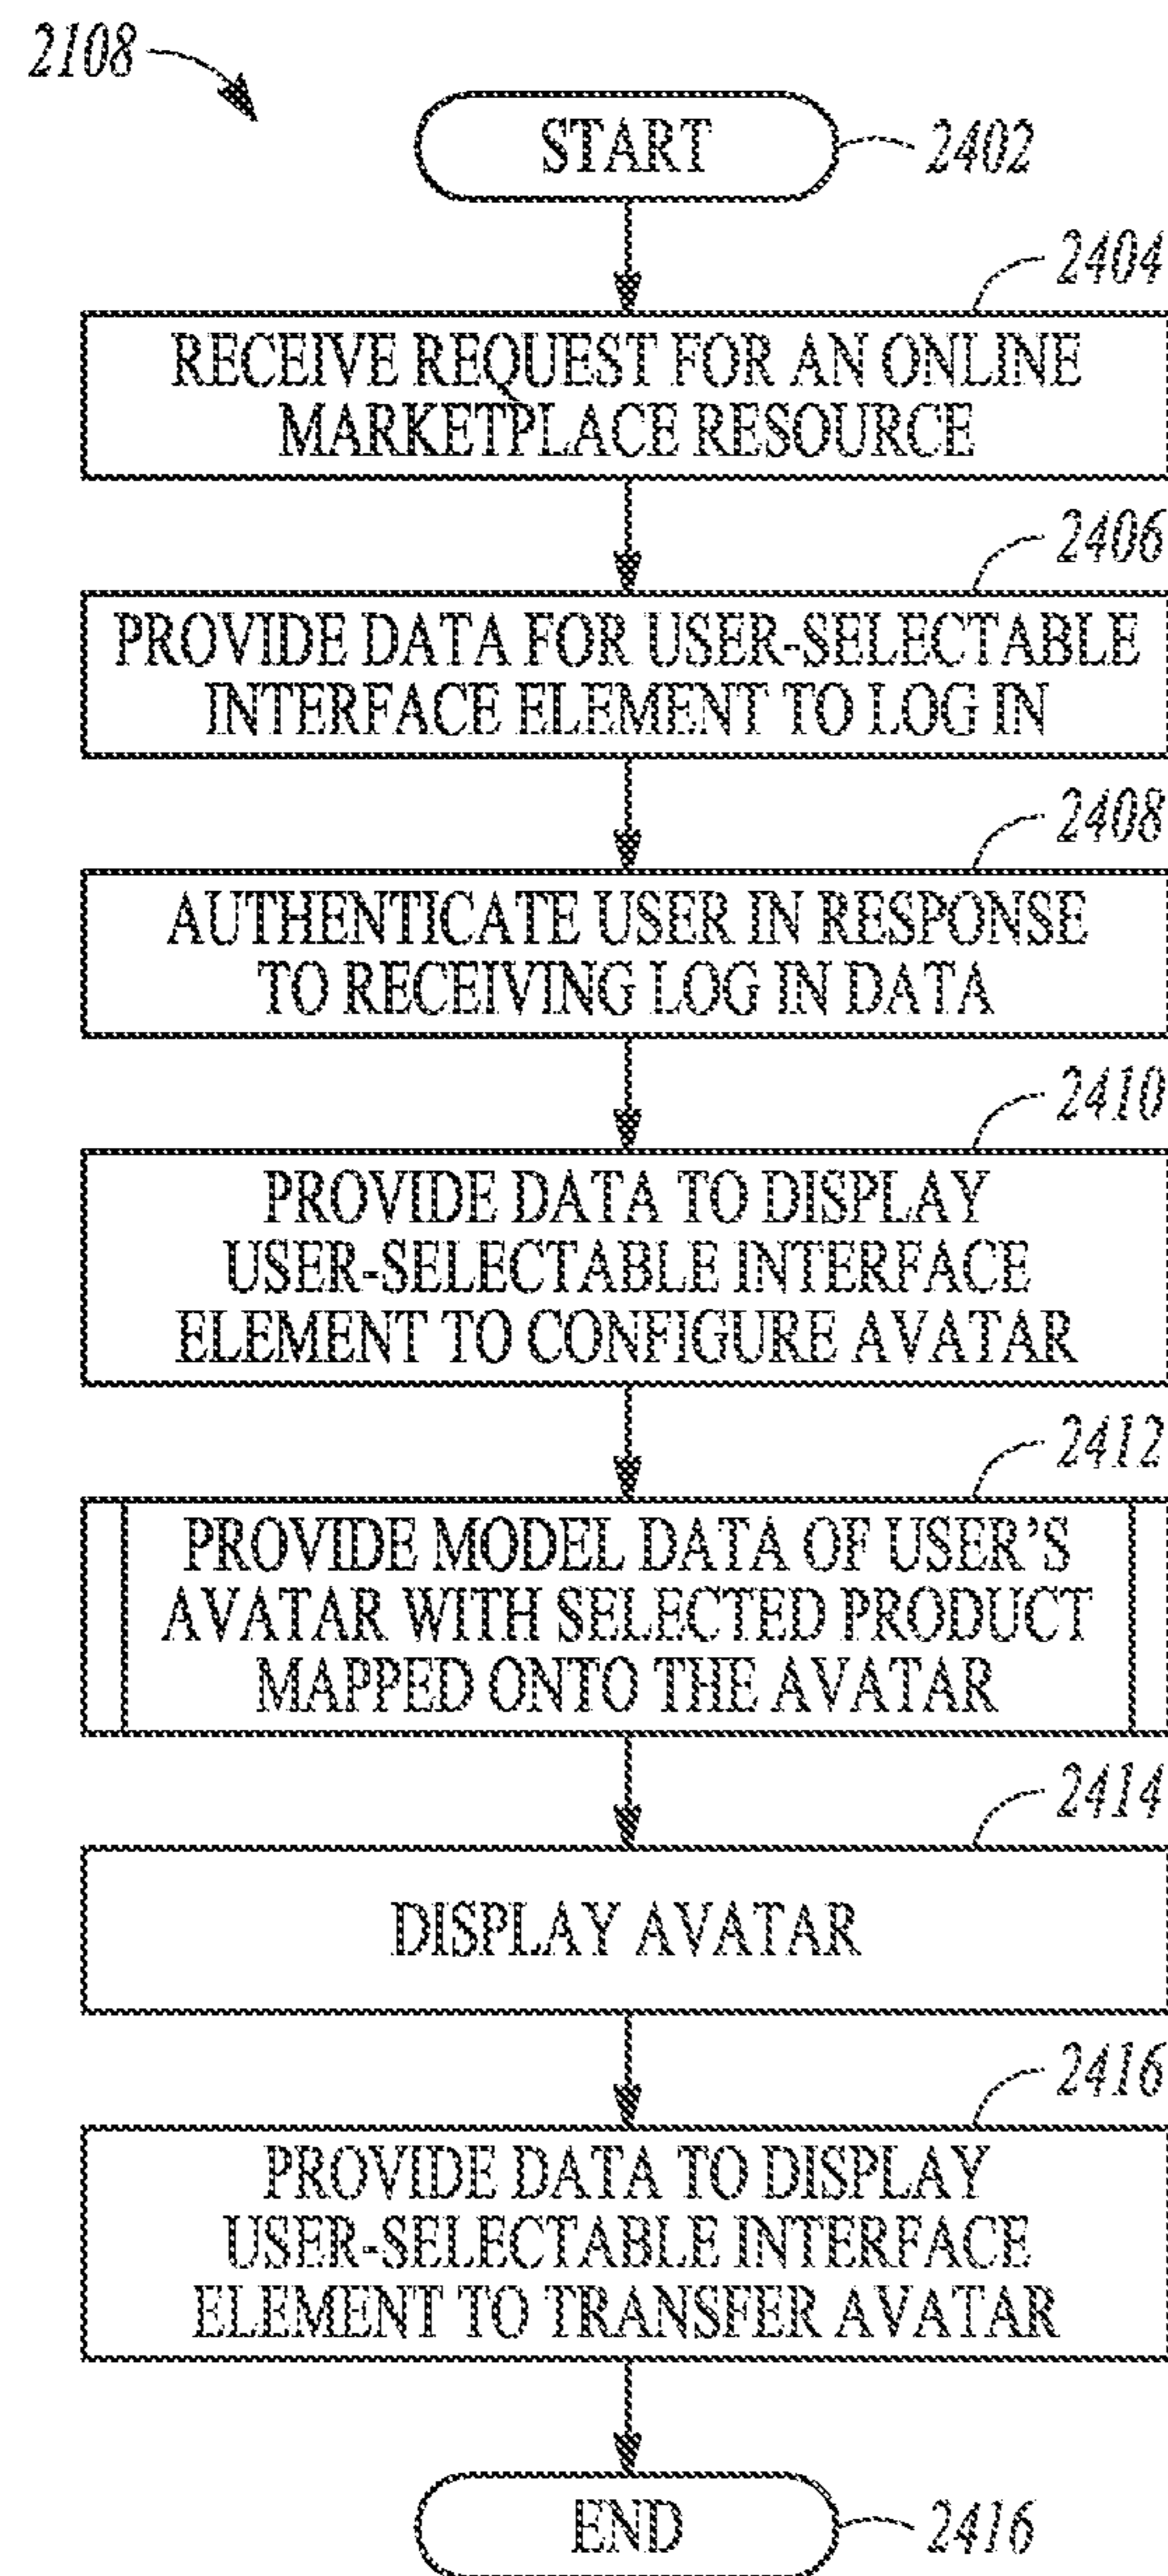 2108
START
2402
2404
RECEIVE REQUEST FOR AN ONLINE
MARKETPLACE RESOURCE
2406
PROVIDE DATA FOR USER-SELECTABLE
INTERFACE ELEMENT TO LOG IN
2408
AUTHENTICATE USER IN RESPONSE
TO RECEIVING LOG IN DATA
2410
PROVIDE DATA TO DISPLAY
USER-SELECTABLE INTERFACE
ELEMENT TO CONFIGURE AVATAR
2412
PROVIDE MODEL DATA OF USER'S
AVATAR WITH SELECTED PRODUCT
MAPPED ONTO THE AVATAR
2414
DISPLAY AVATAR
2416
PROVIDE DATA TO DISPLAY
USER-SELECTABLE INTERFACE
ELEMENT TO TRANSFER AVATAR
END
2416